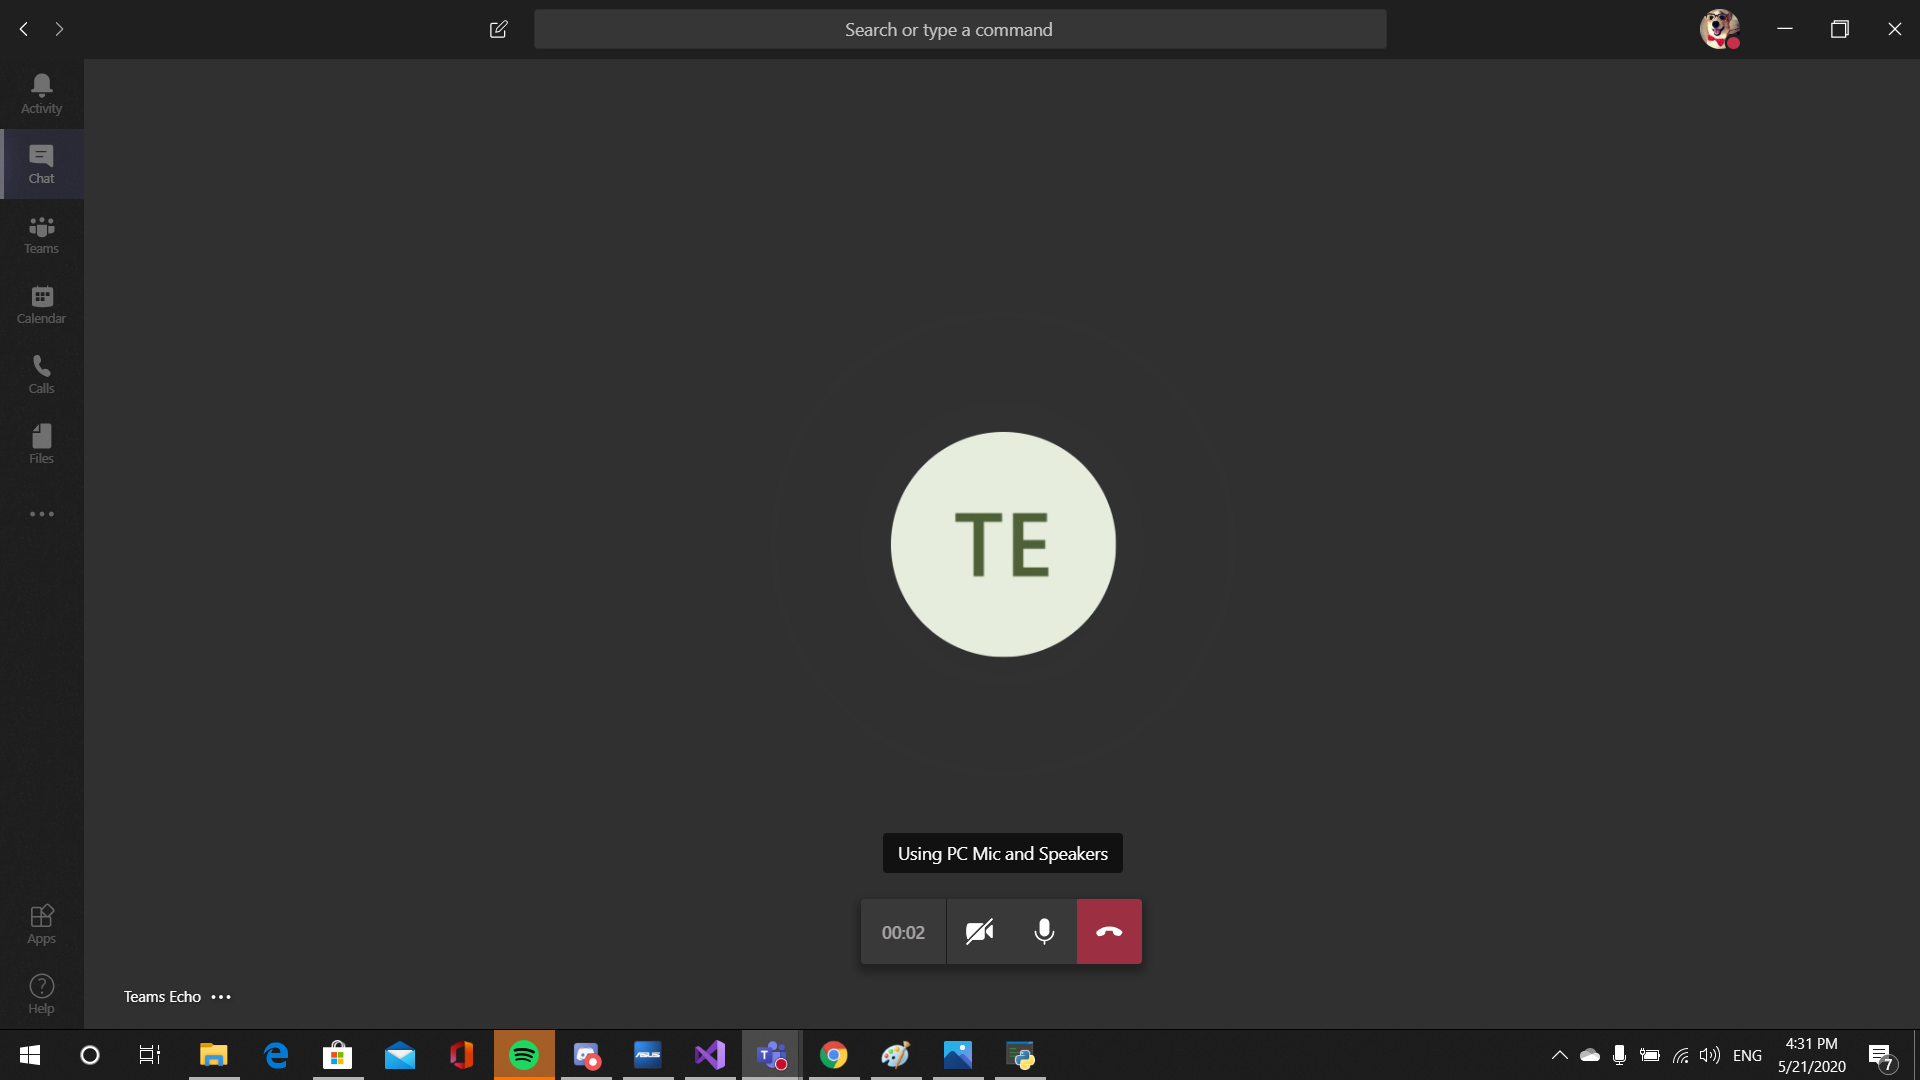 Search or type a command
Activity
Chat
Teams
Calendar
Calls
Files
TE
Using PC Mic and Speakers
00:02
Apps
Help
Teams Echo
ASUS
T
ENG
4:31 PM
5/21/2020
7